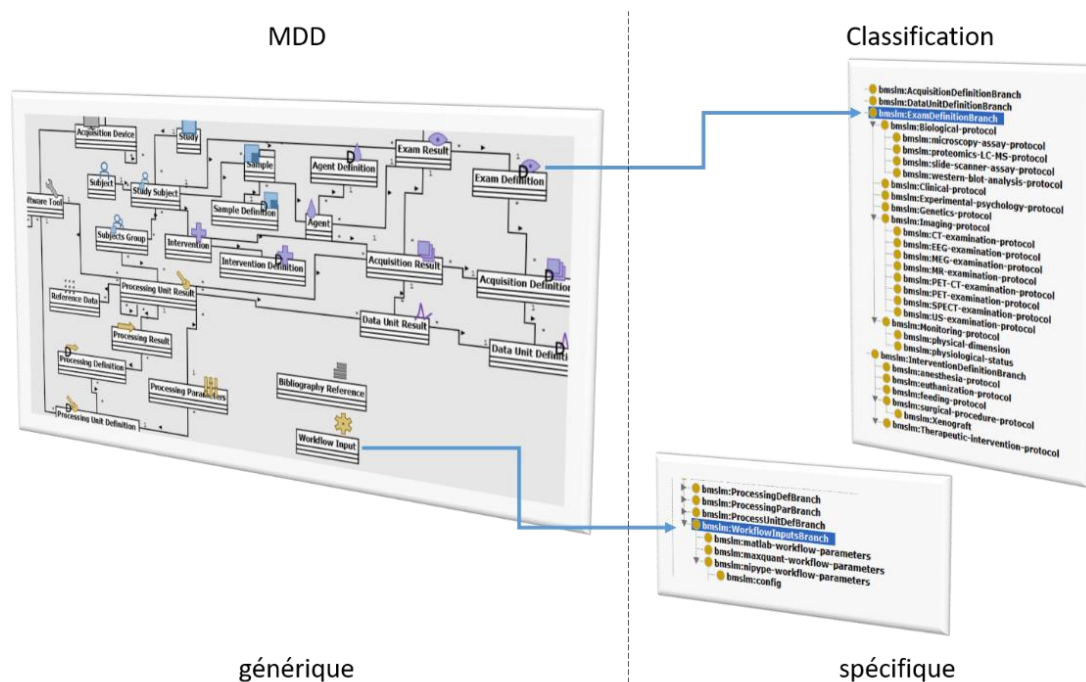 MDD
Classification
Acquisition Device
Study
Subject
Study Subject
Sample
Agent Definition
Exam Result
Exam Definition
ftware Tool
Sample Definition
Agent
Subjects Group
Intervention
Intervention Definition
Acquisition Result
Acquisition Definition
Reference Data
Processing Unit Result
Data Unit Result
Data Unit Definit
Processing Result
Processing Definition
Processing Parameters
Bibliography Reference
Processing Unit Definition
Workflow Input
bmslm:AcquisitionDefinitionBranch
bmslm:DataUnitDefinitionBranch
bmslm:ExamDefinitionBranch
bmslm:Biological-protocol
bmslm:microscopy-assay-protocol
bmslm:proteomics-LC-MS-protocol
bmslm:slide-scanner-assay-protocol
bmslm:western-blot-analysis-protocol
bmslm:Clinical-protocol
bmslm:Experimental-psychology-protocol
bmslm:Genetics-protocol
bmslm:Imaging-protocol
bmslm:CT-examination-protocol
bmslm:EEG-examination-protocol
bmslm:MEG-examination-protocol
bmslm:MR-examination-protocol
bmslm:PET-CT-examination-protocol
bmslm:PET-examination-protocol
bmslm:SPECT-examination-protocol
bmslm:US-examination-protocol
bmslm:Monitoring-protocol
bmslm:physical-dimension
bmslm:physiological-status
bmslm:InterventionDefinitionBranch
bmslm:anesthesia-protocol
bmslm:euthanization-protocol
bmslm:feeding-protocol
bmslm:surgical-procedure-protocol
bmslm:Xenograft
bmslm:Therapeutic-intervention-protocol
bmslm:ProcessingDefBranch
bmslm:ProcessingParBranch
bmslm:ProcessUnitDefBranch
bmslm:WorkflowInputsBranch
bmslm:matlab-workflow-parameters
bmslm:maxquant-workflow-parameters
bmslm:nipype-workflow-parameters
bmslm:config
générique
spécifique